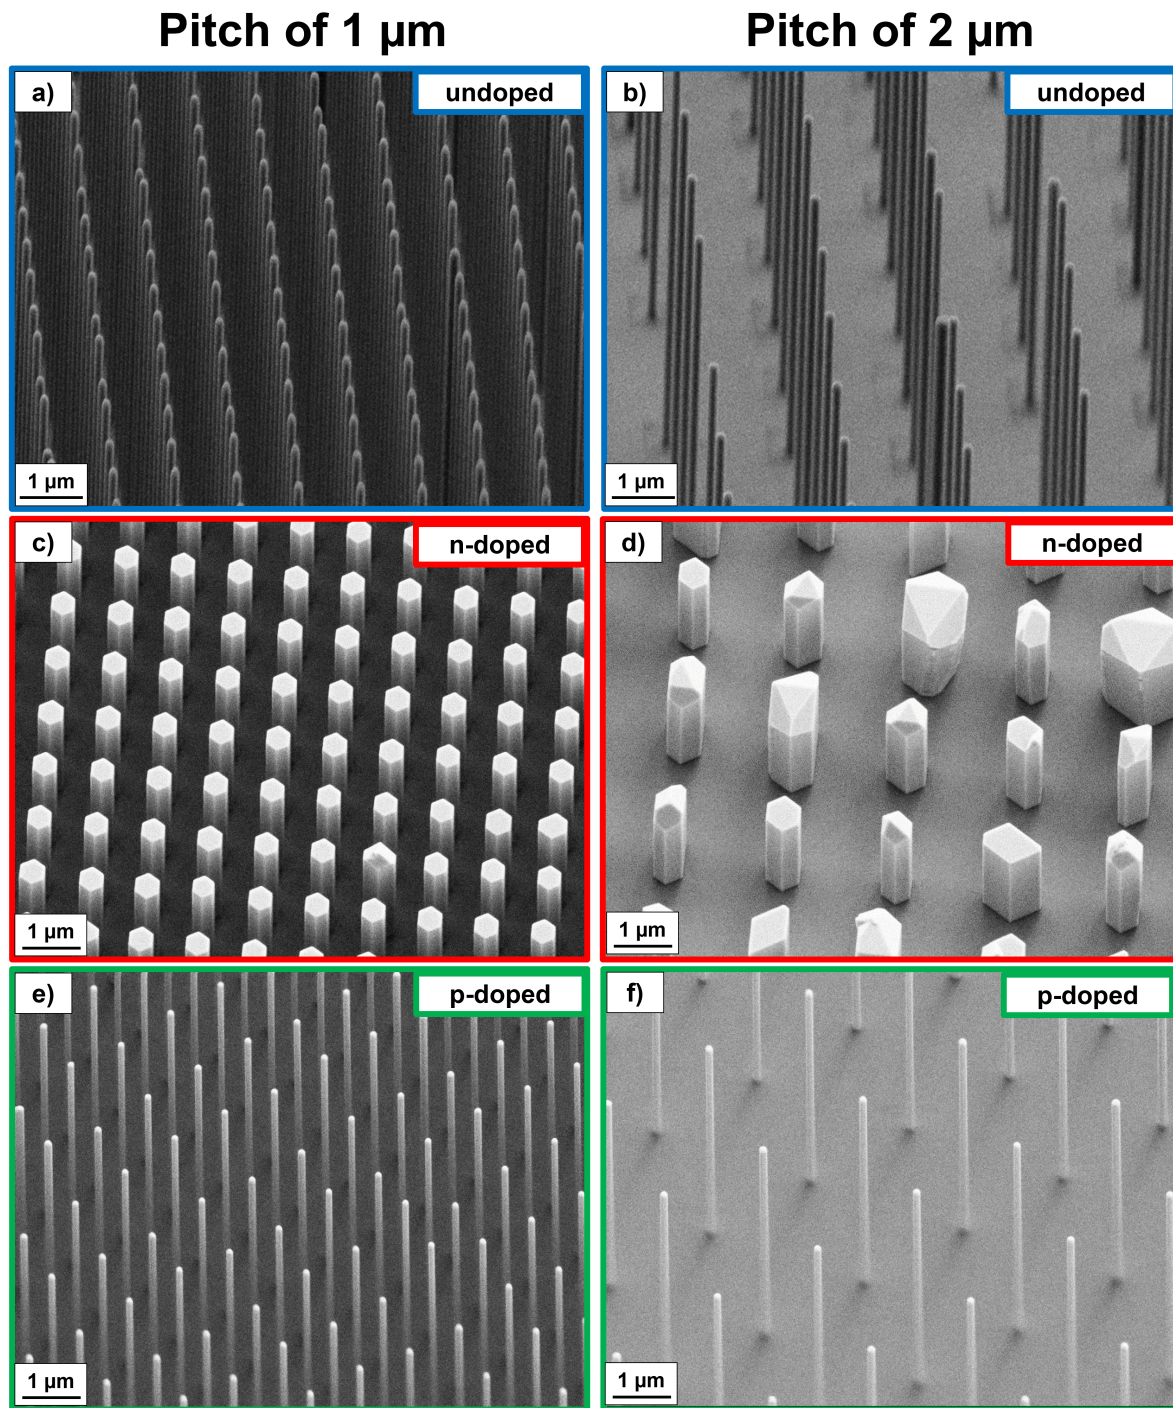 Pitch of 1 µm
Pitch of 2 µm
a)
undoped
b)
undoped
1 µm
1 µm
c)
n-doped
d)
n-doped
1 µm
1 µm
e)
p-doped
f)
p-doped
1 µm
1 µm